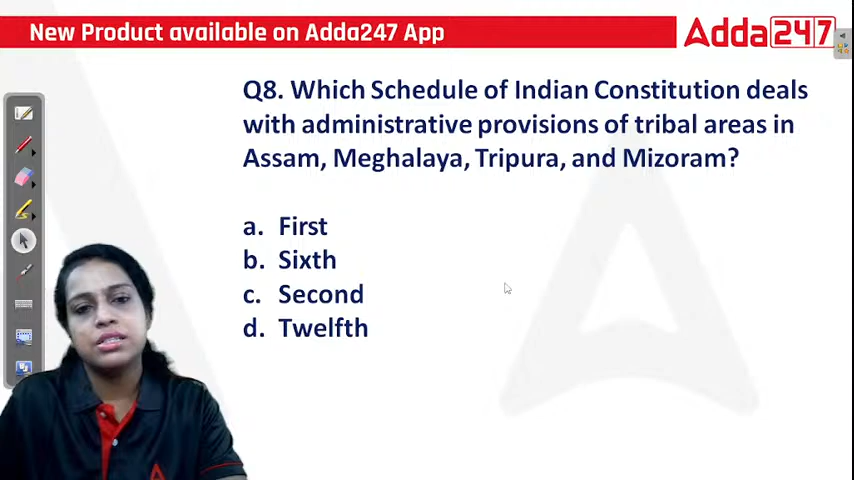 New Product available on Adda247 App
Adda247
Q8. Which Schedule of Indian Constitution deals
with administrative provisions of tribal areas in
Assam, Meghalaya, Tripura, and Mizoram?
a. First
b. Sixth
c. Second
d. Twelfth